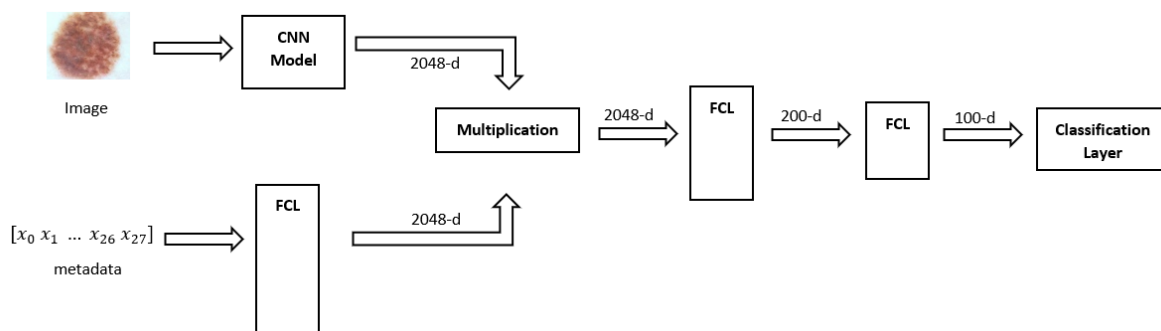 CNN
Model
2048-d
Image
Multiplication
2048-d
FCL
200-d
FCL
100-d
Classification
Layer
FCL
2048-d
[x₀ x₁ … x₂₆ x₂₇]
metadata